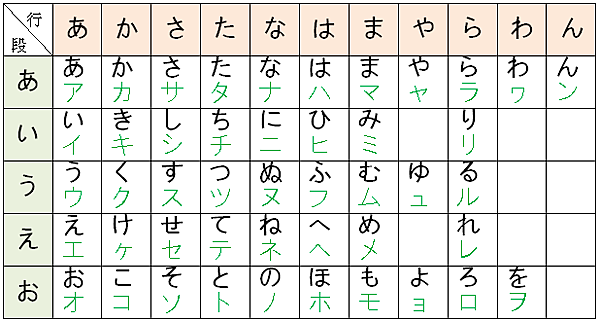 行 段 あ か さ た な は ま や ら わ ん
あ あ か さ た な は ま や ら わ ん
ア カ サ タ ナ ハ マ ャ ラ ヮ ン
い い き し ち に ひ み り
イ キ シ チ ニ ヒ ミ リ
う う く す つ ぬ ふ む ゆ る
ウ ク ス ツ ヌ フ ム ュ ル
え え け せ て ね へ め れ
エ ケ セ テ ネ ヘ メ レ
お お こ そ と の ほ も よ ろ を
オ コ ソ ト ノ ホ モ ョ ロ ヲ